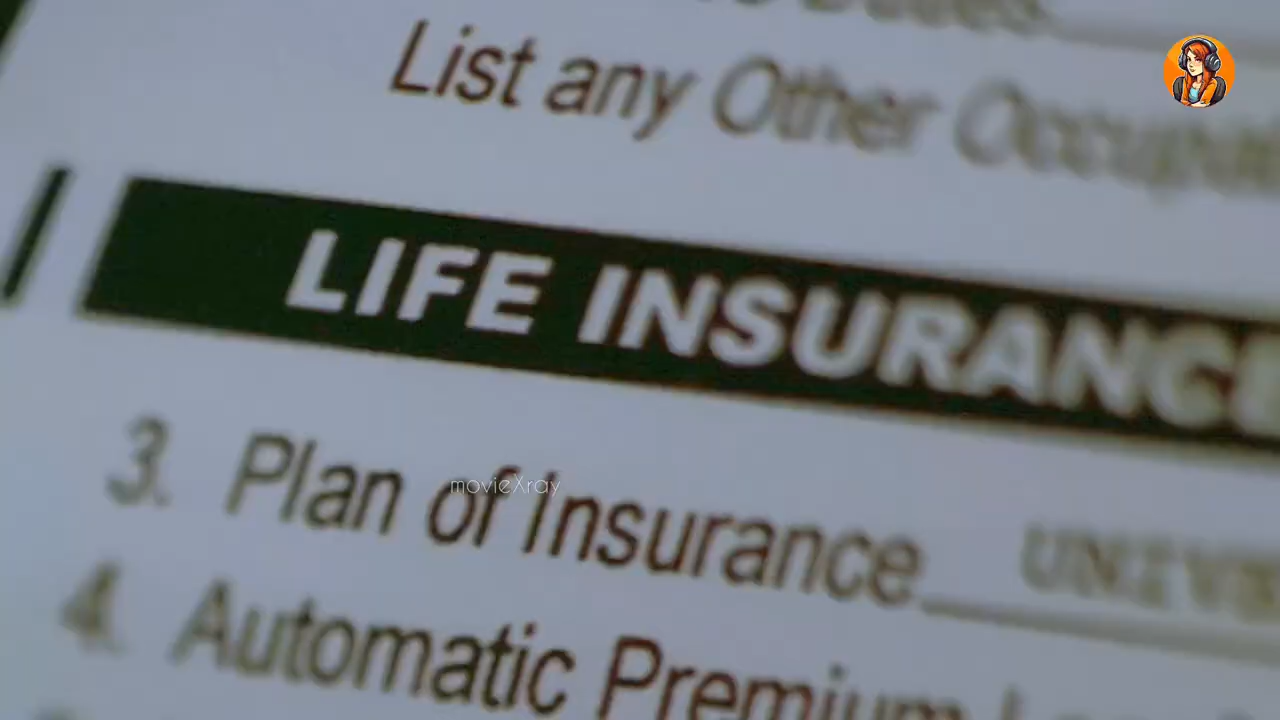 List any Other
LIFE INSURANCE
3. Plan of Insurance
movieXray
4. Automatic Premium